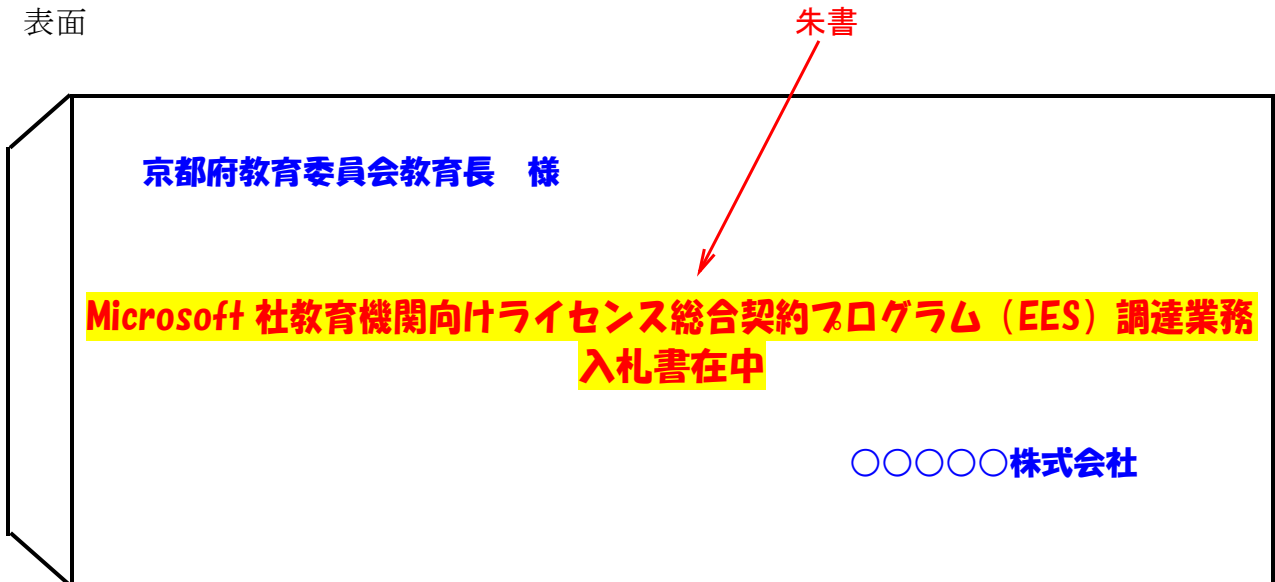 表面
朱書
京都府教育委員会教育長　様
Microsoft 社教育機関向けライセンス総合契約プログラム（EES）調達業務
入札書在中
○○○○○株式会社